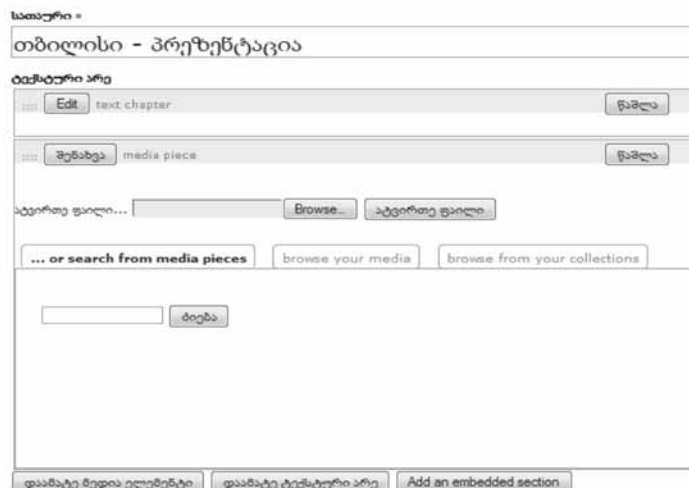 სათაური ▪
თბილისი - პრეზენტაცია
ტექსტური არე
Edit text chapter წაშლა
შენახვა media piece წაშლა
ატვირთე ფაილი... Browse... ატვირთე ფაილი
... or search from media pieces browse your media browse from your collections
ძიება
დაამატე მედია ელემენტი დაამატე ტექსტური არე Add an embedded section